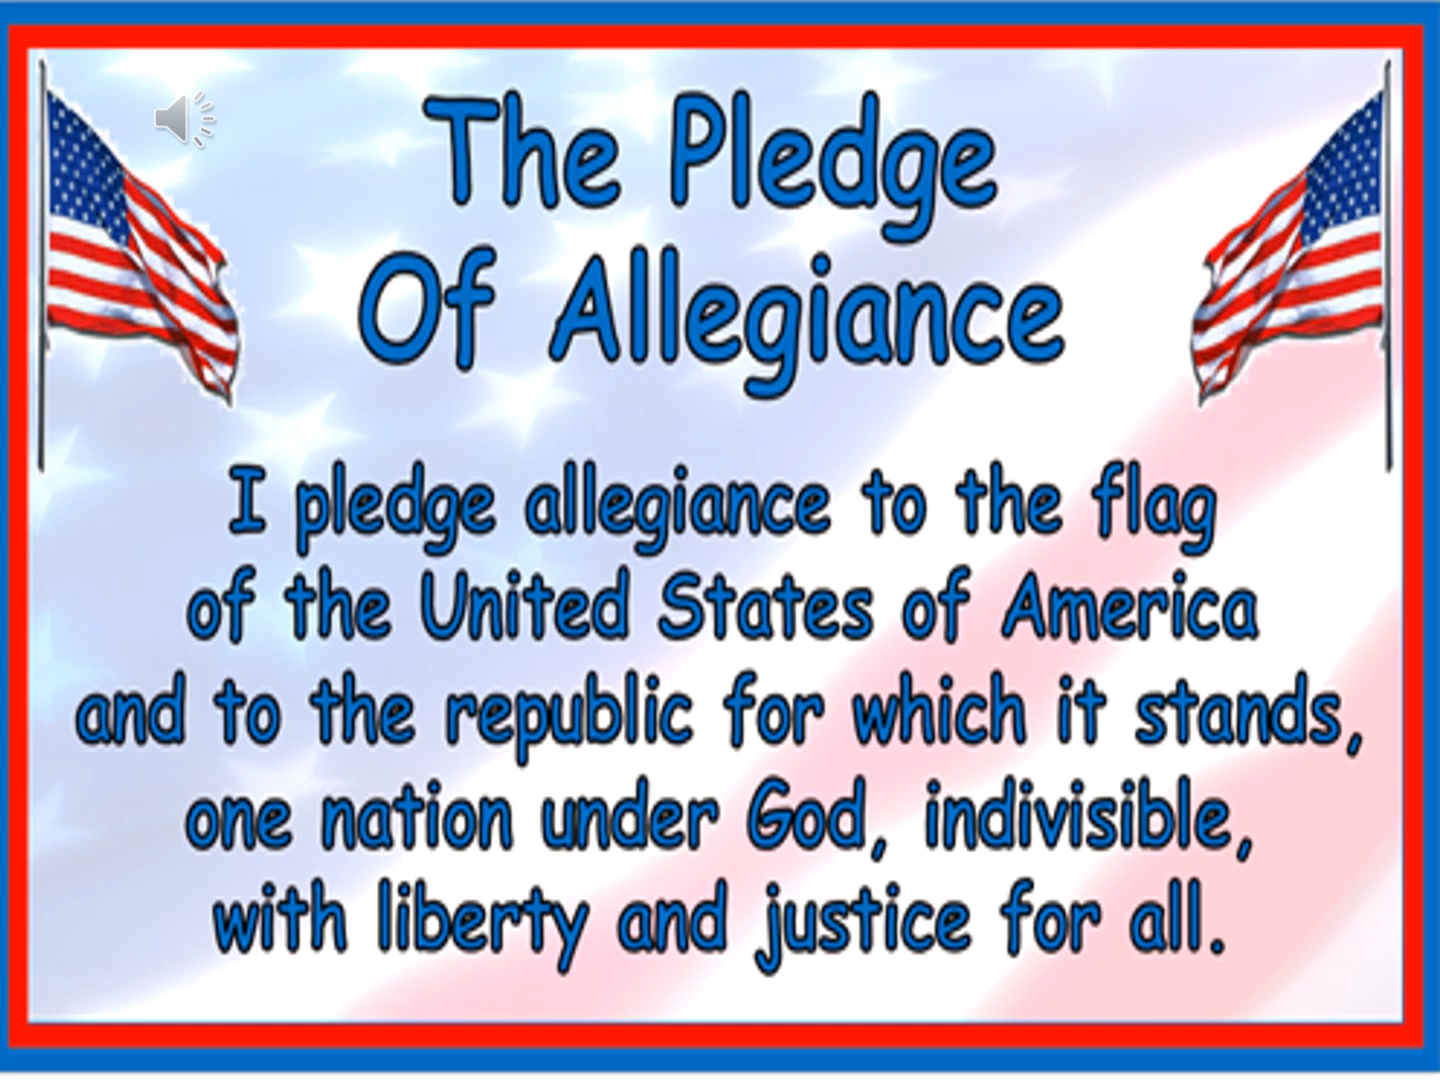 The Pledge
Of Allegiance
I pledge allegiance to the flag
of the United States of America
and to the republic for which it stands,
one nation under God, indivisible,
with liberty and justice for all.